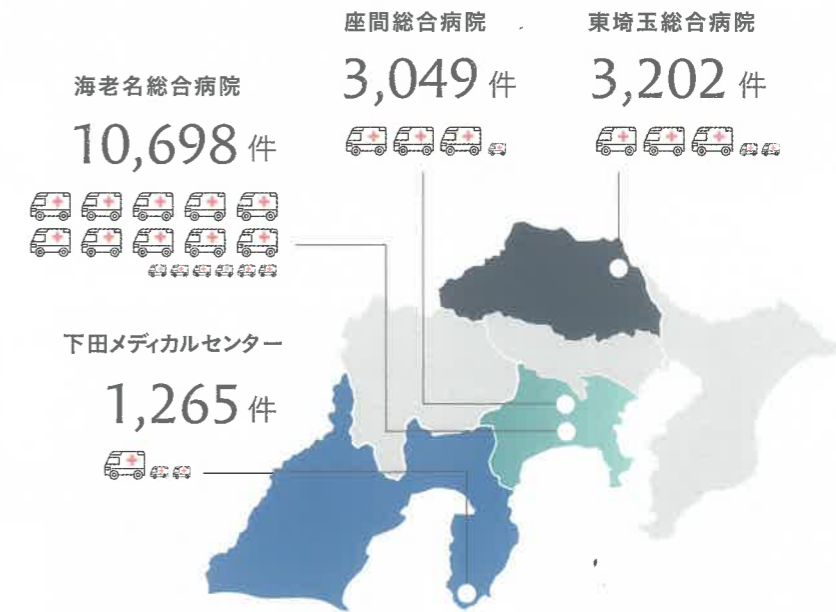 座間総合病院
3,049 件
東埼玉総合病院
3,202 件
海老名総合病院
10,698 件
下田メディカルセンター
1,265 件